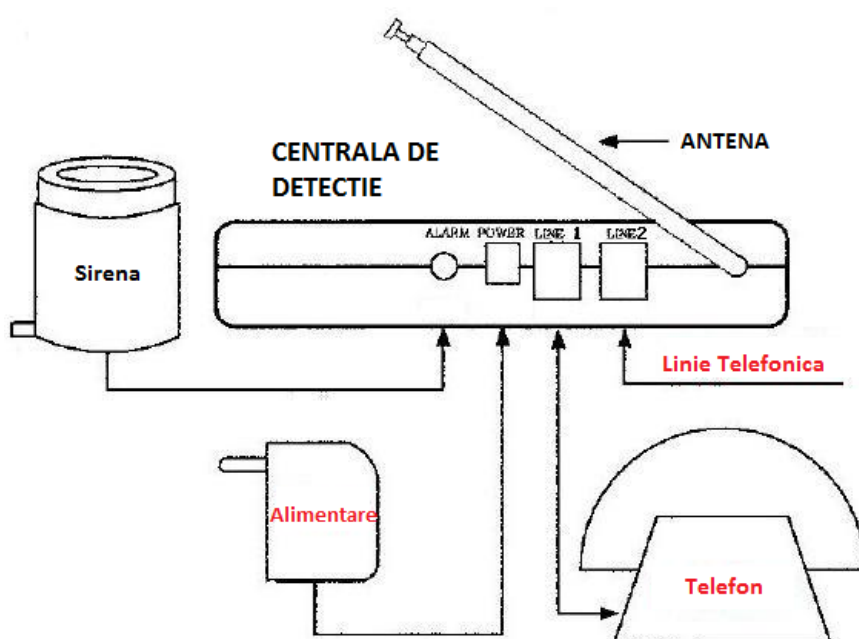 ANTENA
CENTRALA DE
DETECTIE
ALARM POWER LINE 1 LINE2
Sirena
Linie Telefonica
Alimentare
Telefon